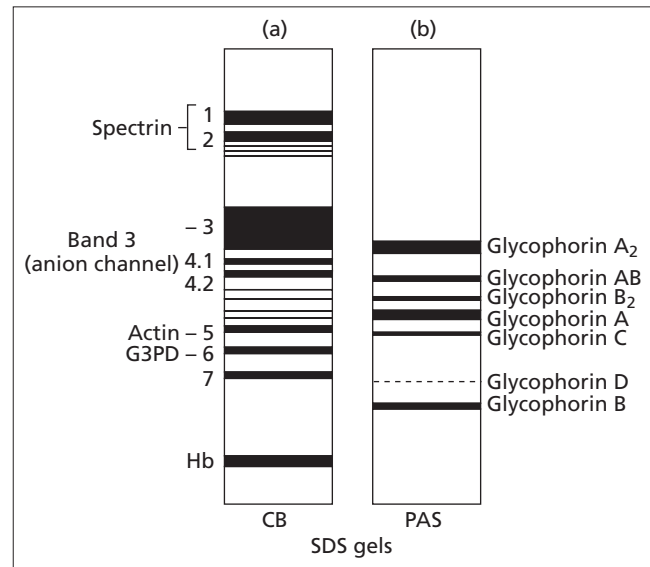 (a)
(b)
Spectrin –
1
2
– 3
Band 3
(anion channel)
4.1
4.2
Actin – 5
G3PD – 6
7
Hb
Glycophorin A₂
Glycophorin AB
Glycophorin B₂
Glycophorin A
Glycophorin C
Glycophorin D
Glycophorin B
CB
PAS
SDS gels